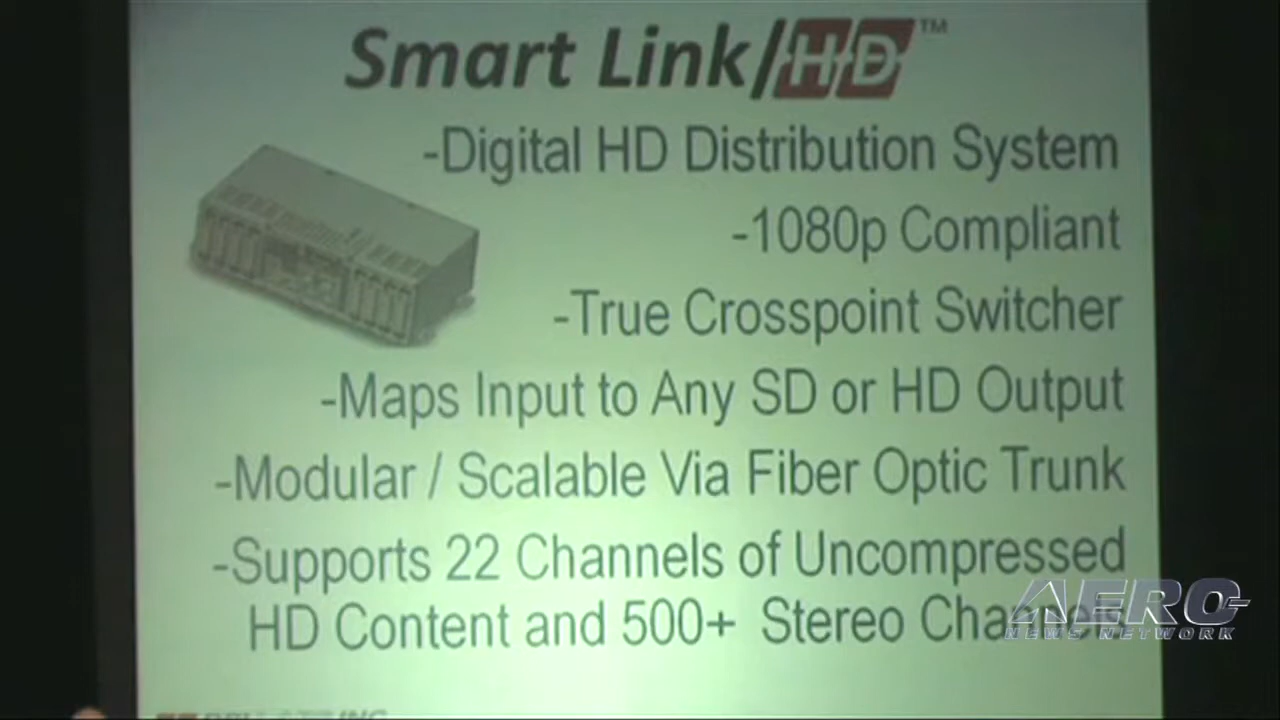 Smart Link/HD™
-Digital HD Distribution System
-1080p Compliant
-True Crosspoint Switcher
-Maps Input to Any SD or HD Output
-Modular / Scalable Via Fiber Optic Trunk
-Supports 22 Channels of Uncompressed
HD Content and 500+ Stereo Channels
AERO-
NEWS NETWORK
INC